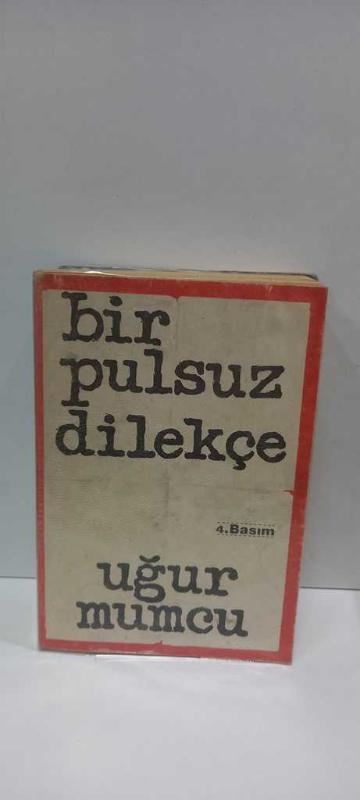 bir
pulsuz
dilekçe
4.Basım
uğur
mumcu